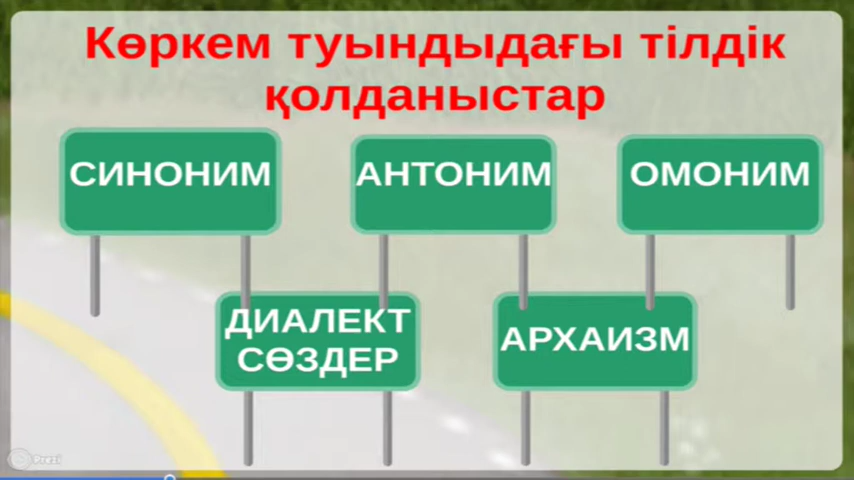 Көркем туындыдағы тілдік
қолданыстар
СИНОНИМ
АНТОНИМ
ОМОНИМ
ДИАЛЕКТ
СӨЗДЕР
АРХАИЗМ
Prezi